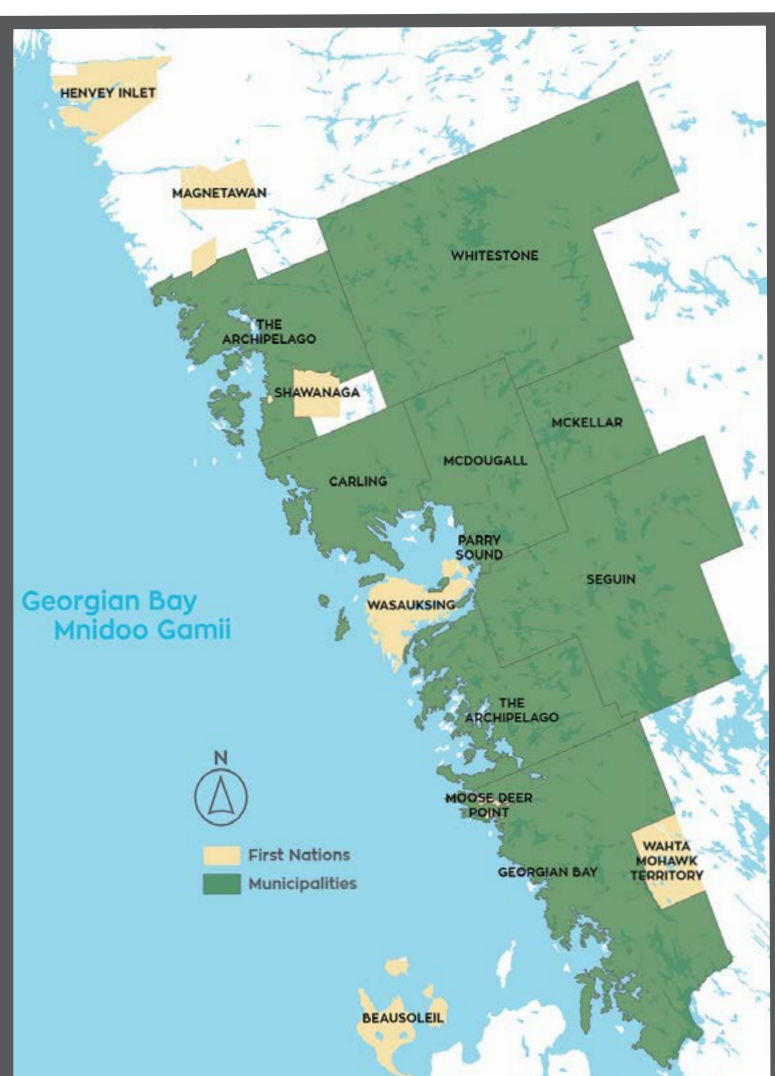 HENVEY INLET
MAGNETAWAN
WHITESTONE
THE
ARCHIPELAGO
SHAWANAGA
MCKELLAR
MCDOUGALL
CARLING
PARRY
SOUND
SEGUIN
WASAUKSING
Georgian Bay
Mnidoo Gamii
THE
ARCHIPELAGO
N
MOOSE DEER
POINT
First Nations
Municipalities
WAHTA
MOHAWK
TERRITORY
GEORGIAN BAY
BEAUSOLEIL